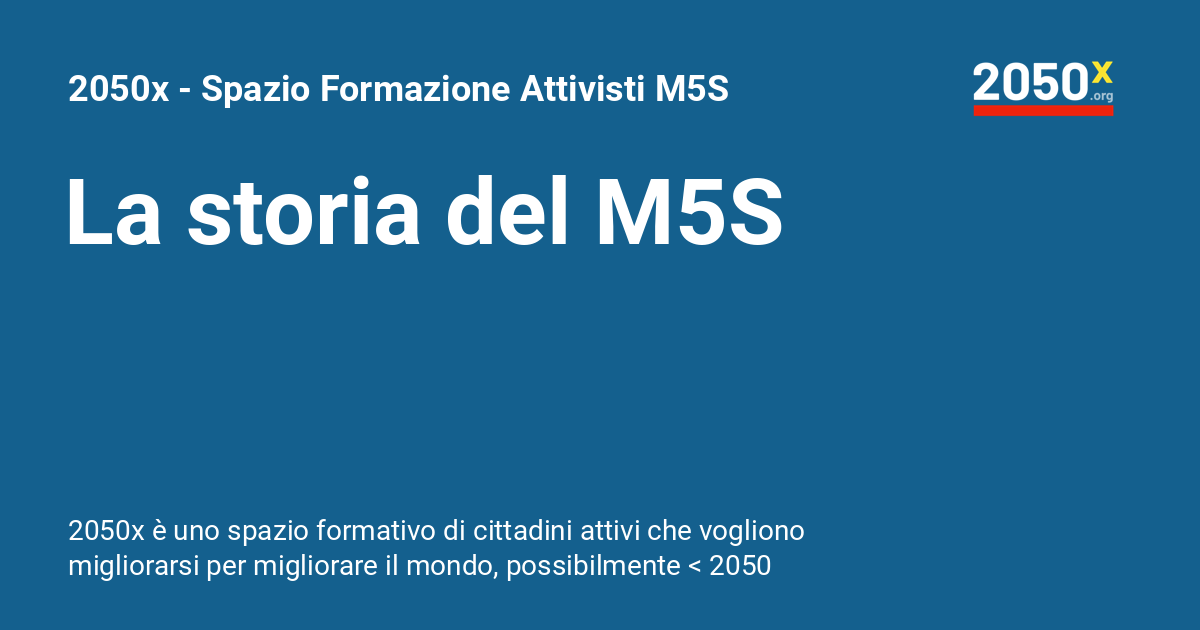 2050x - Spazio Formazione Attivisti M5S
2050x
.org
La storia del M5S
2050x è uno spazio formativo di cittadini attivi che vogliono
migliorarsi per migliorare il mondo, possibilmente < 2050